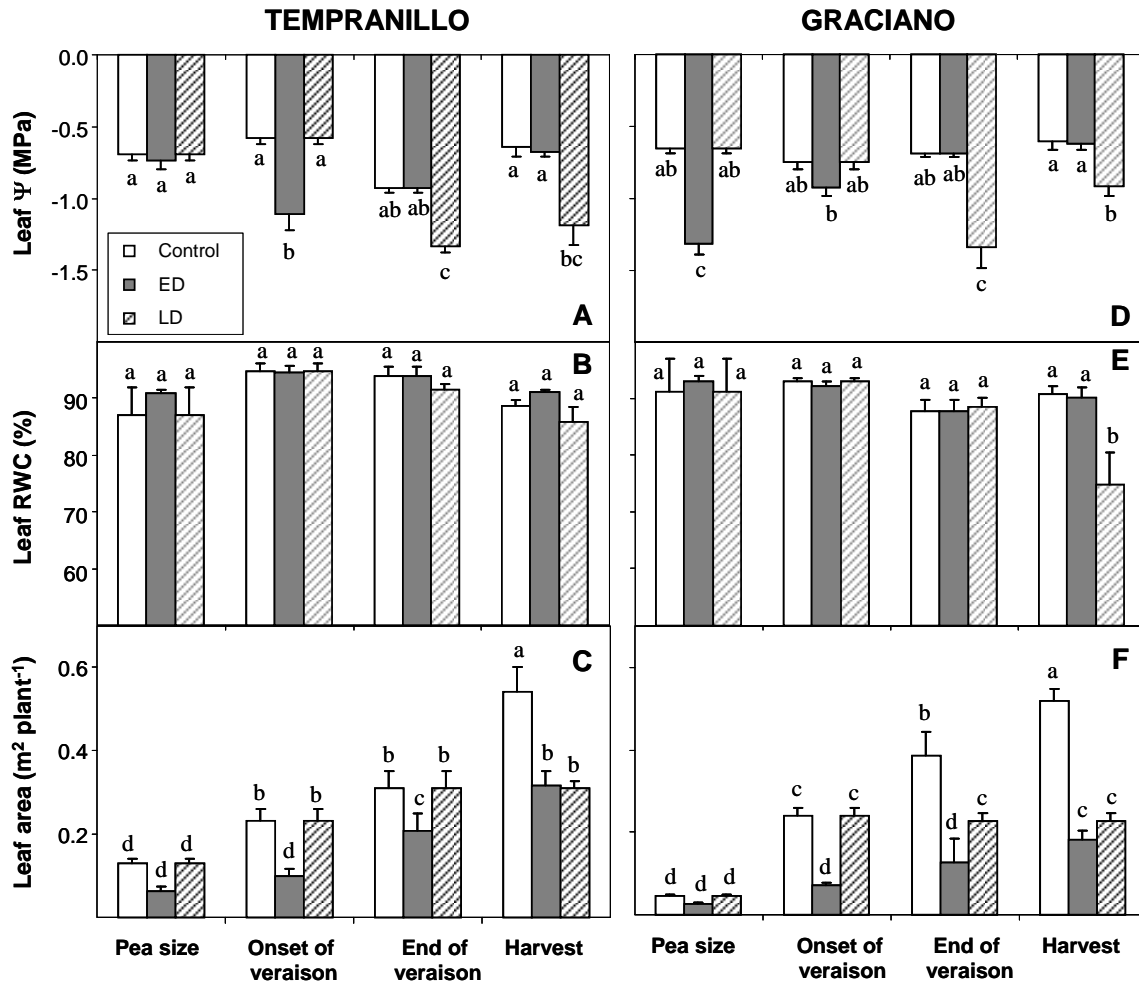 TEMPRANILLO
GRACIANO
Leaf Ψ (MPa)
0.0
-0.5
-1.0
-1.5
a a a a b a ab ab c a a bc
Control
ED
LD
A
ab c ab ab b ab ab ab c a a b
D
Leaf RWC (%)
90
80
70
60
a a a a a a a a a a a a
B
a a a a a a a a a a a b
E
Leaf area (m² plant⁻¹)
0.6
0.4
0.2
d d d b d b b c b a b b
C
d d d c d c b d c a c c
F
Pea size
Onset of
veraison
End of
veraison
Harvest
Pea size
Onset of
veraison
End of
veraison
Harvest